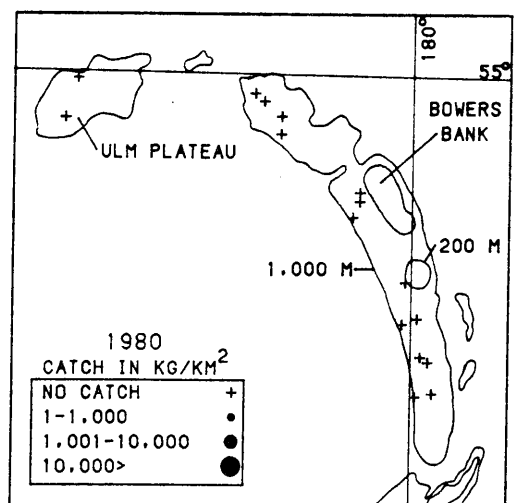 180°
55°
BOWERS
BANK
ULM PLATEAU
200 M
1,000 M
1980
CATCH IN KG/KM²
NO CATCH +
1-1,000
1,001-10,000
10,000>